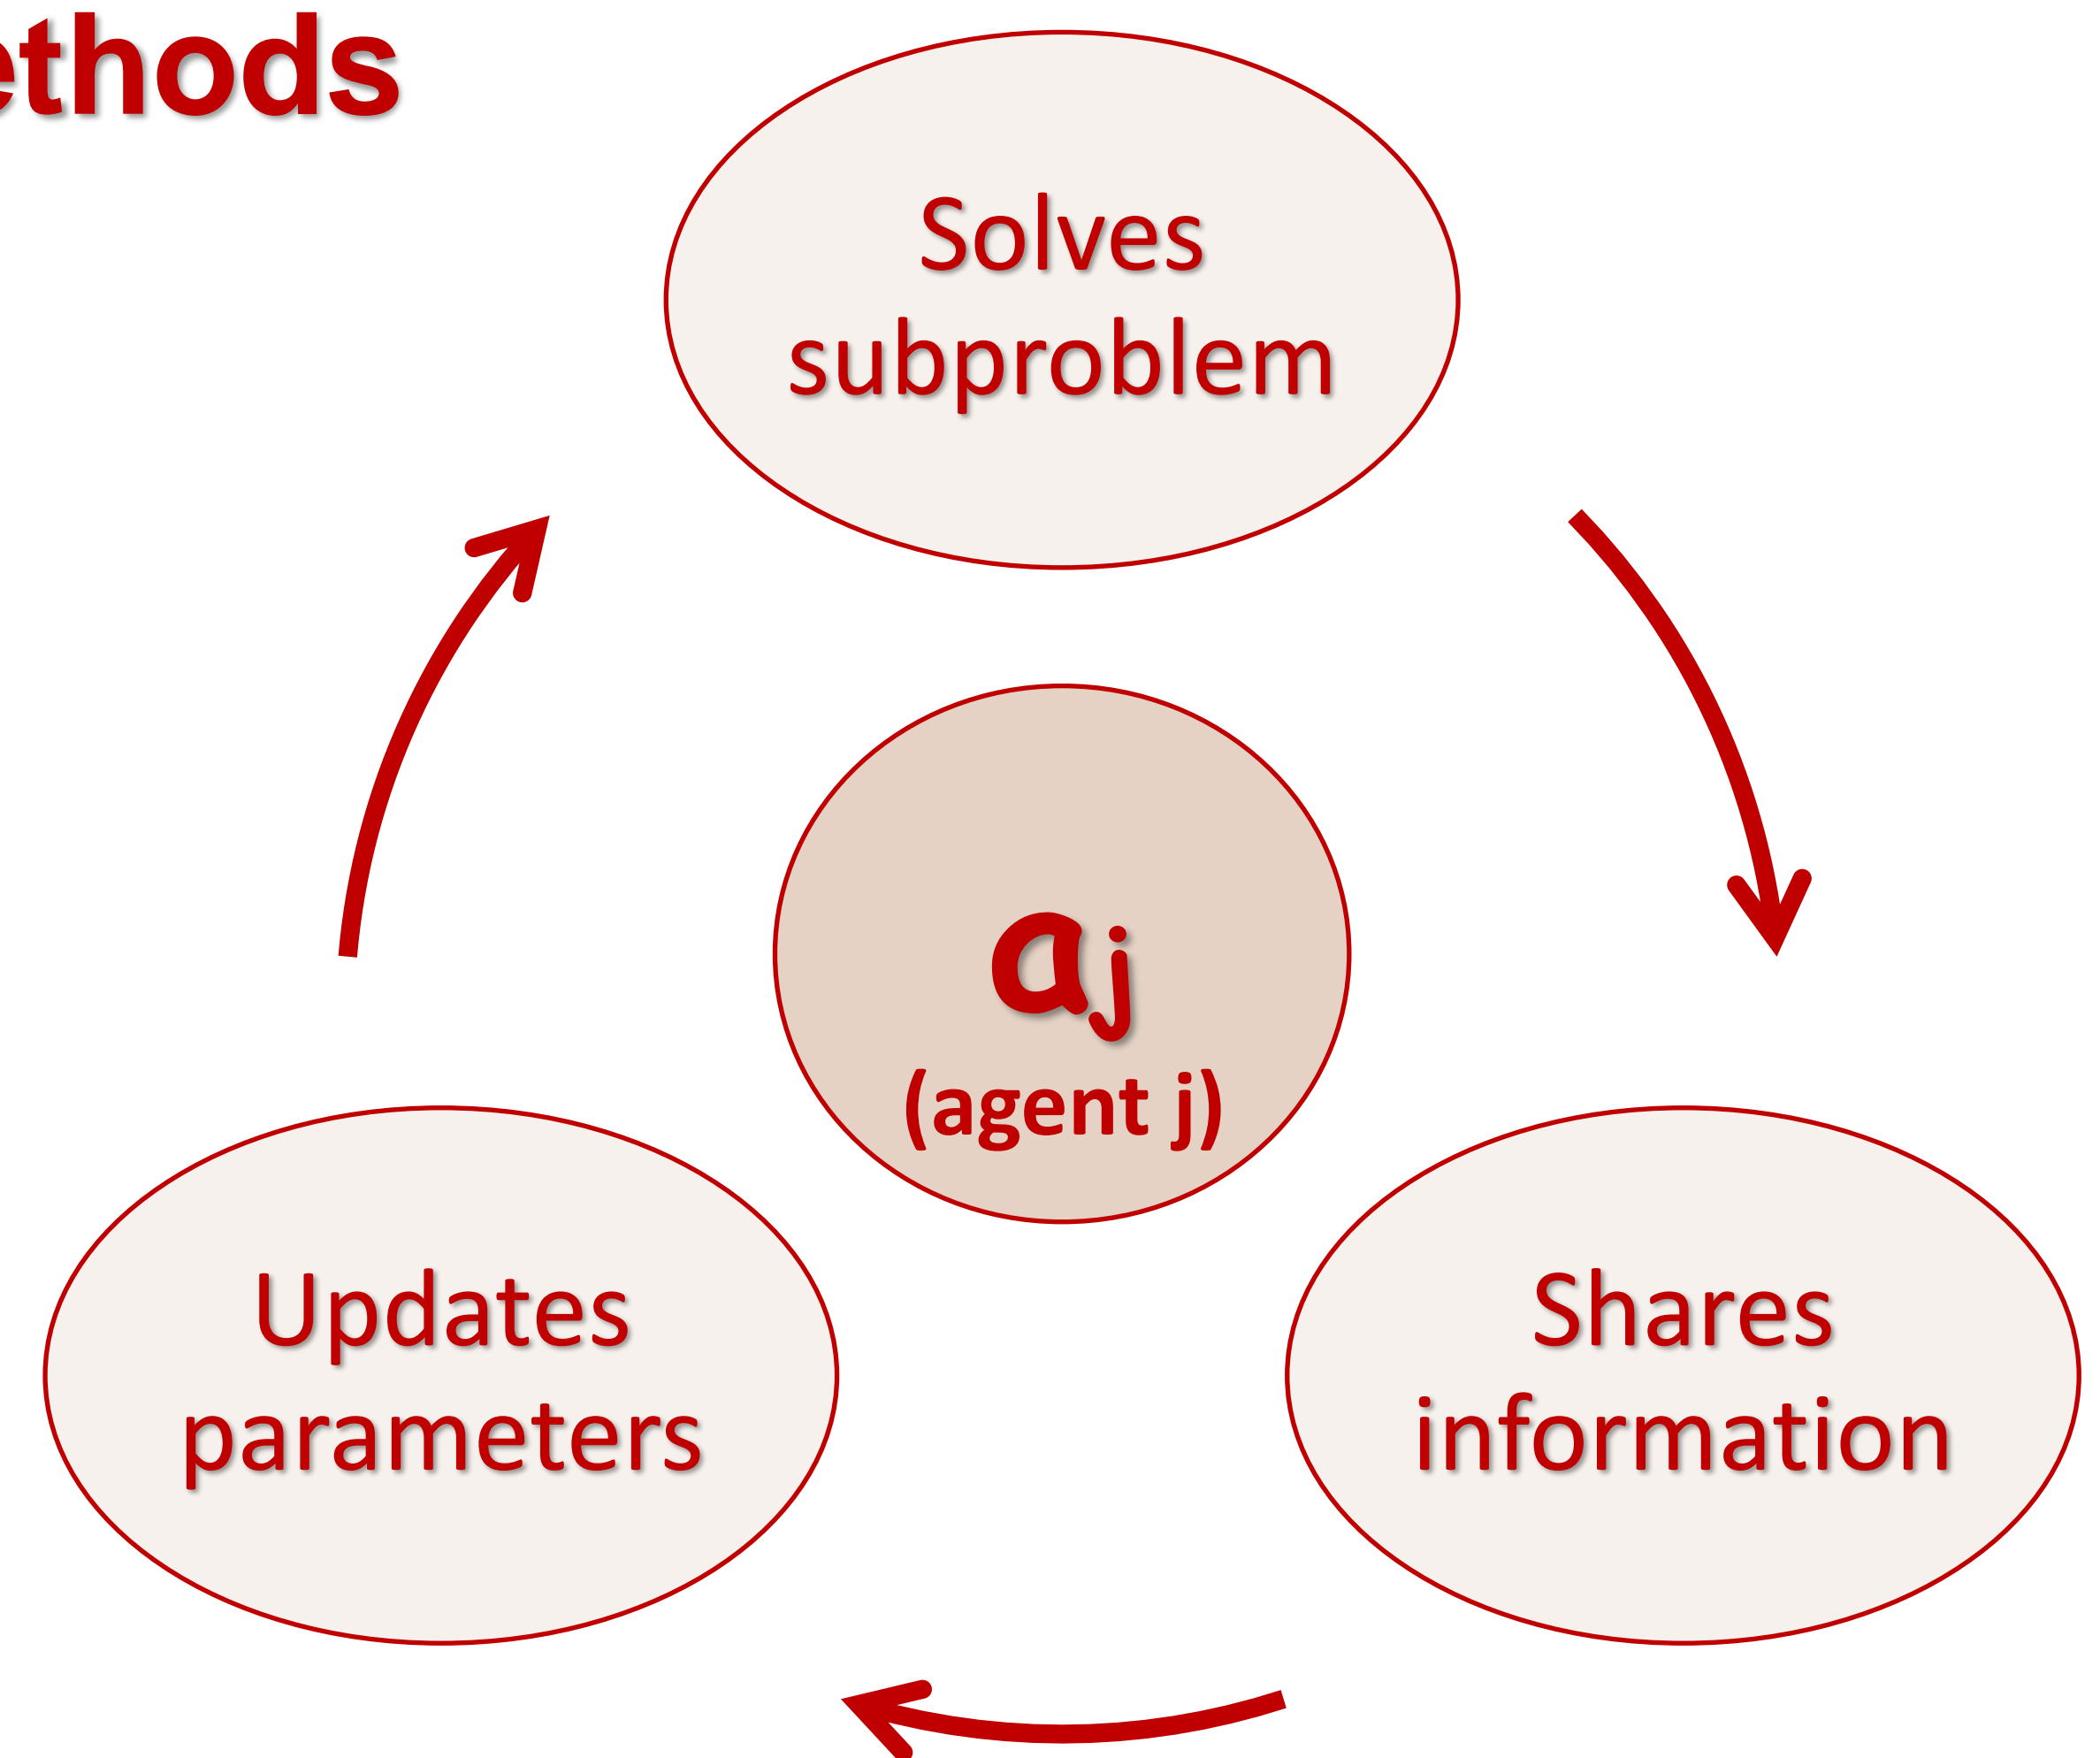 ethods
Solves
subproblem
aj
(agent j)
Updates
parameters
Shares
information